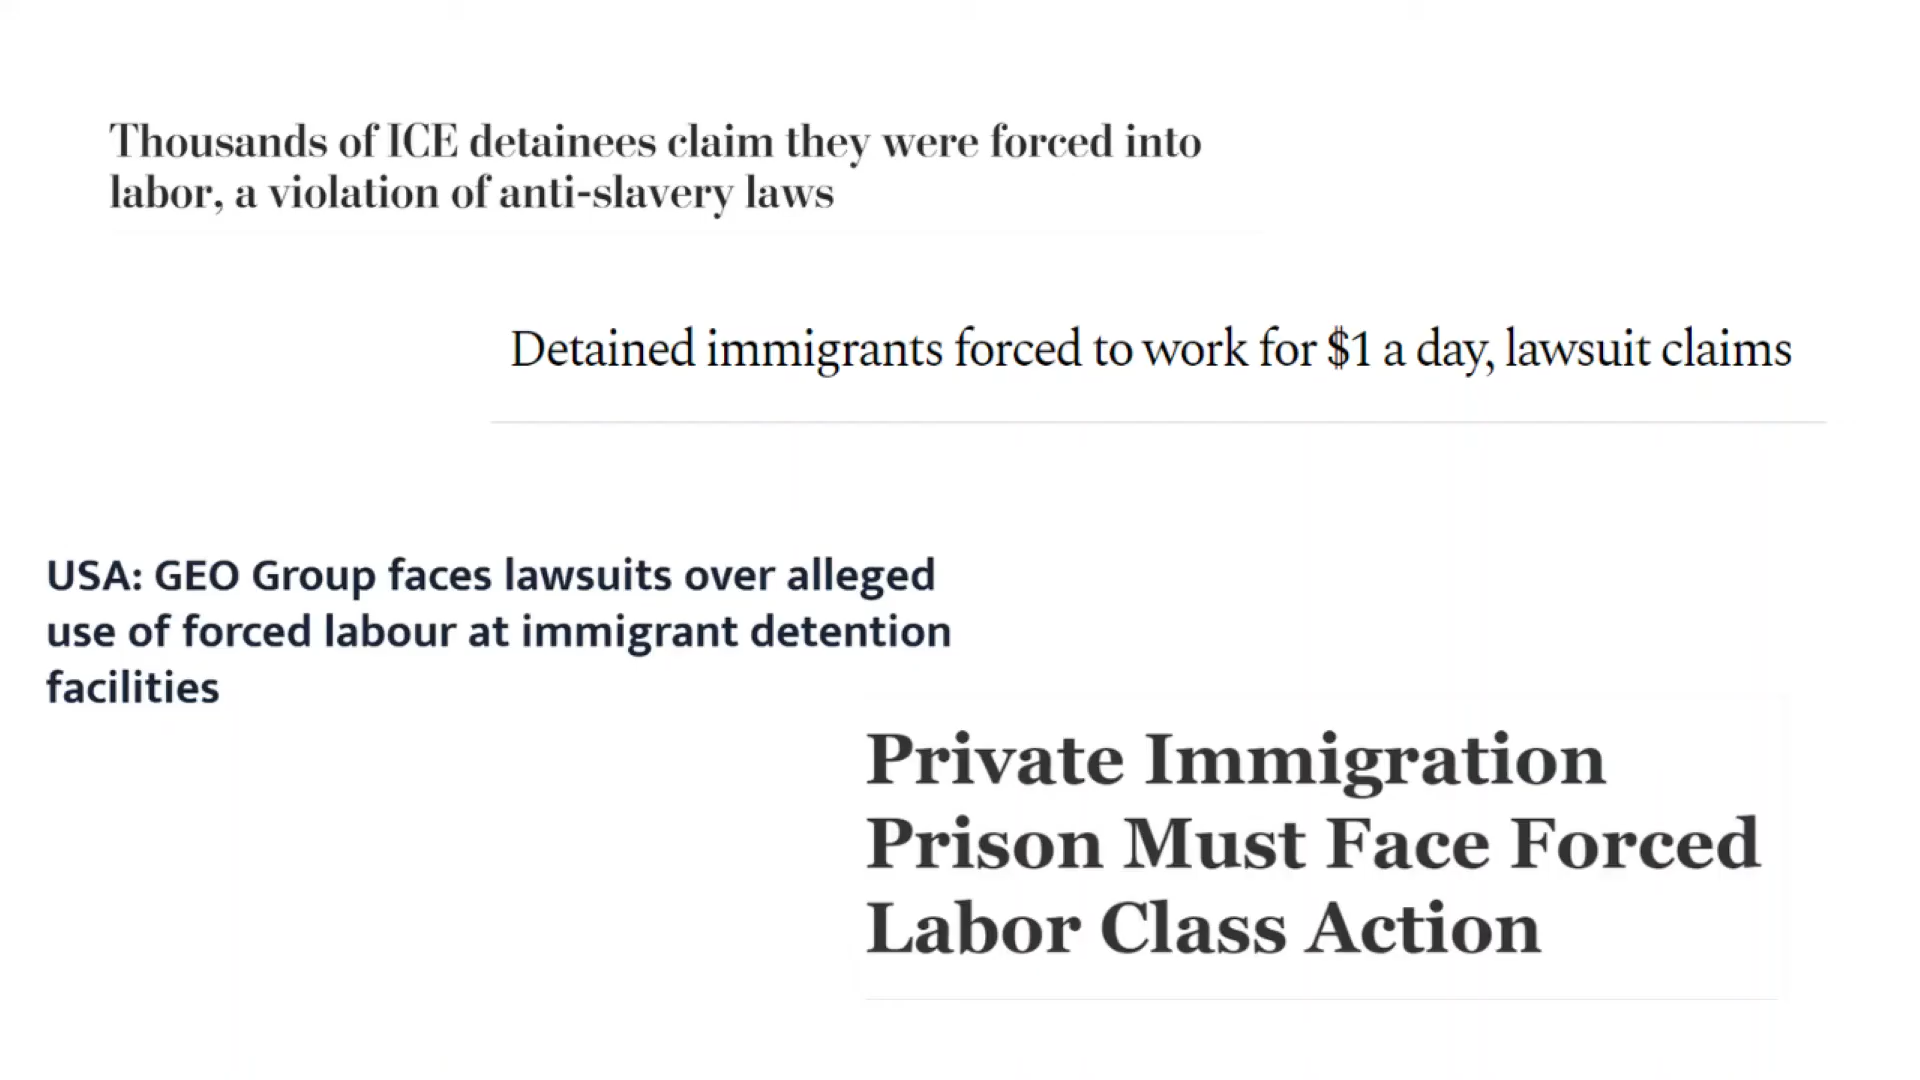 Thousands of ICE detainees claim they were forced into
labor, a violation of anti-slavery laws
Detained immigrants forced to work for $1 a day, lawsuit claims
USA: GEO Group faces lawsuits over alleged
use of forced labour at immigrant detention
facilities
Private Immigration
Prison Must Face Forced
Labor Class Action